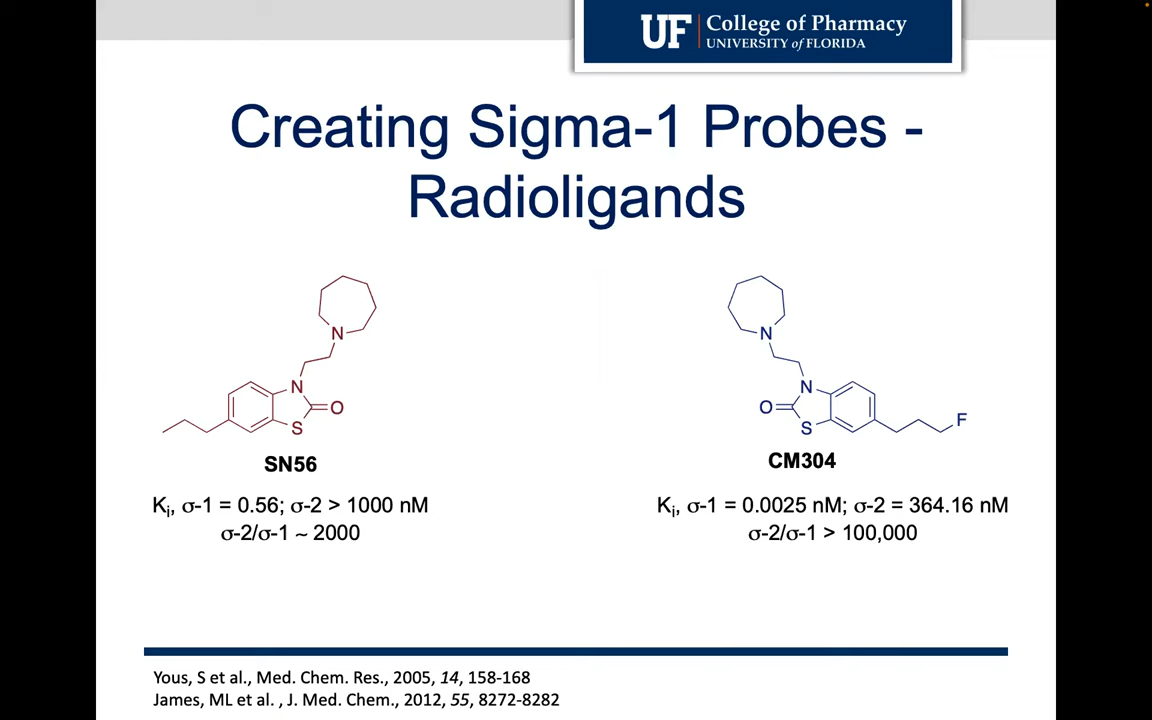 UF College of Pharmacy
UNIVERSITY of FLORIDA
Creating Sigma-1 Probes -
Radioligands
N
N
O
S
SN56
Ki, σ-1 = 0.56; σ-2 > 1000 nM
σ-2/σ-1 ~ 2000
N
N
O
S
F
CM304
Ki, σ-1 = 0.0025 nM; σ-2 = 364.16 nM
σ-2/σ-1 > 100,000
Yous, S et al., Med. Chem. Res., 2005, 14, 158-168
James, ML et al. , J. Med. Chem., 2012, 55, 8272-8282